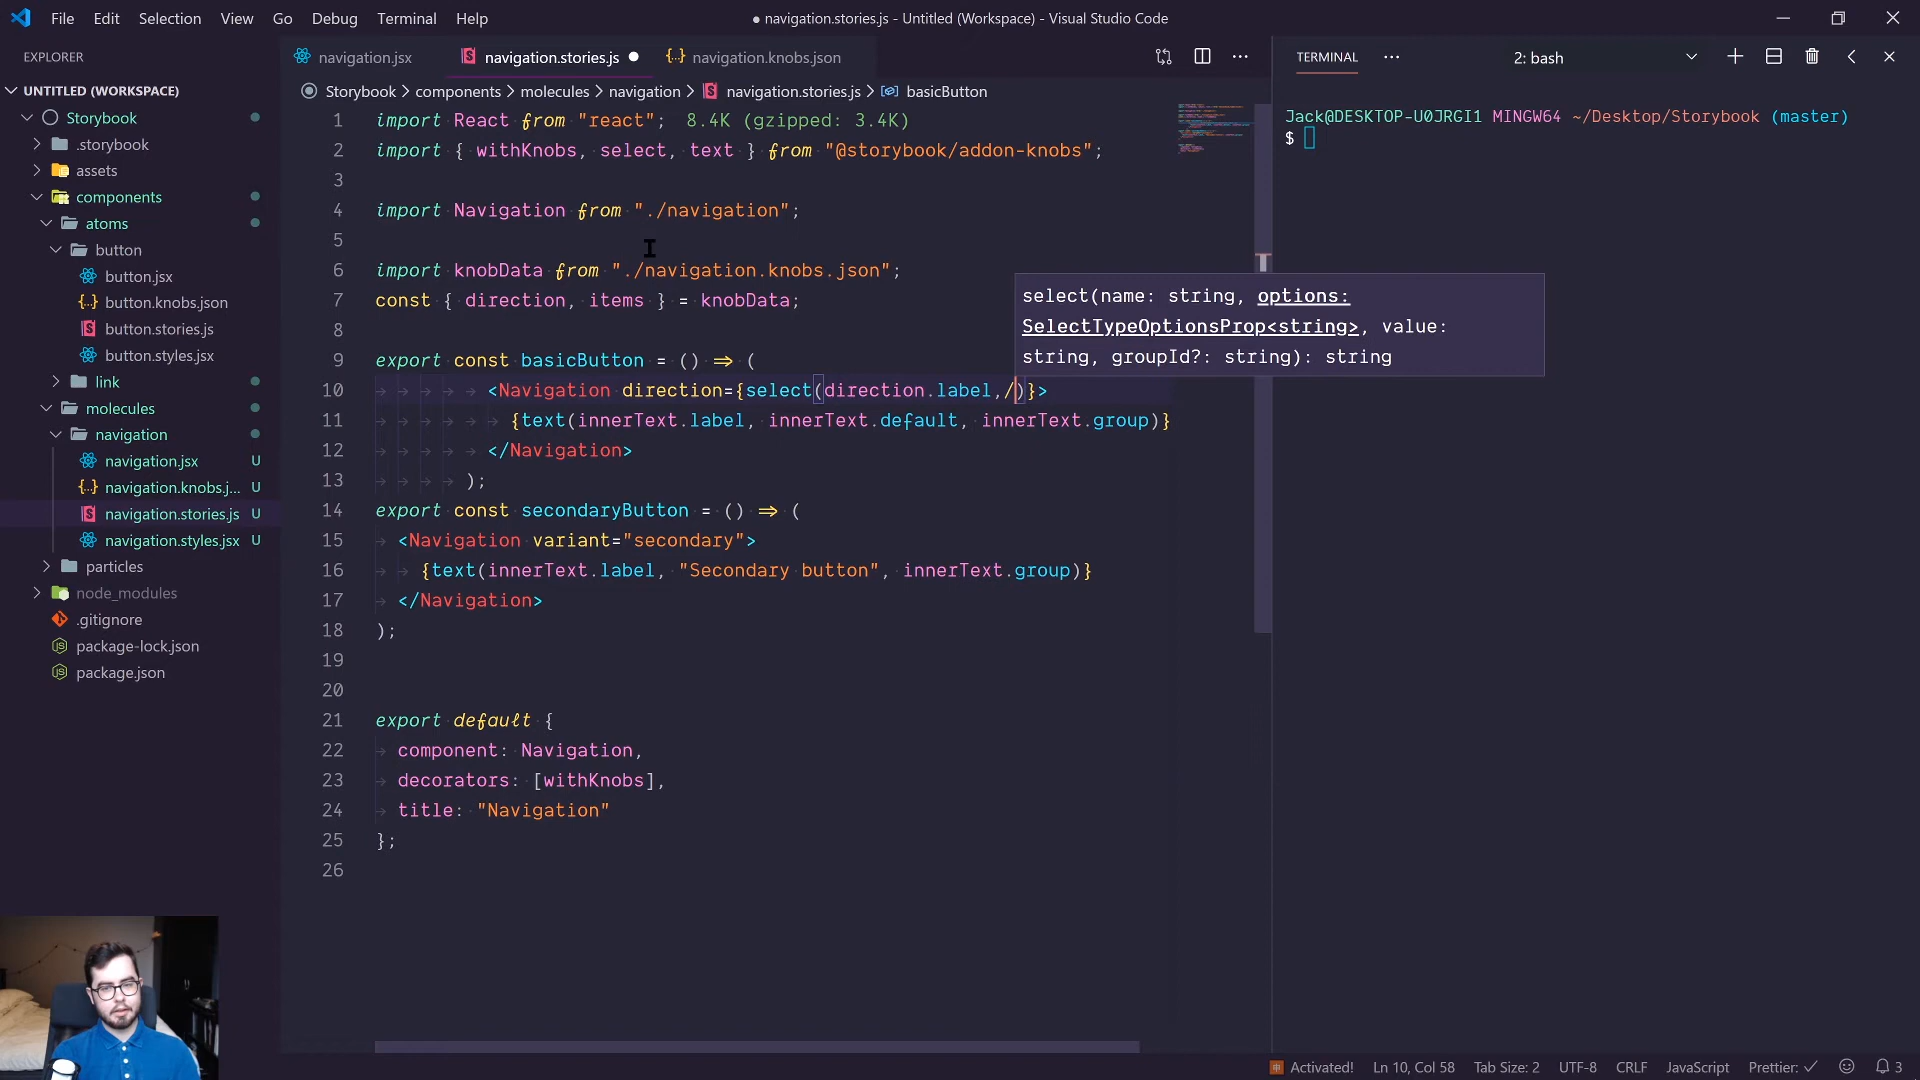 File Edit Selection View Go Debug Terminal Help
● navigation.stories.js - Untitled (Workspace) - Visual Studio Code
EXPLORER
UNTITLED (WORKSPACE)
Storybook
.storybook
assets
components
atoms
button
button.jsx
button.knobs.json
button.stories.js
button.styles.jsx
link
molecules
navigation
navigation.jsx U
navigation.knobs.j... U
navigation.stories.js U
navigation.styles.jsx U
particles
node_modules
.gitignore
package-lock.json
package.json
navigation.jsx navigation.stories.js navigation.knobs.json
Storybook > components > molecules > navigation > navigation.stories.js > basicButton
1 import React from "react"; 8.4K (gzipped: 3.4K)
2 import { withKnobs, select, text } from "@storybook/addon-knobs";
3
4 import Navigation from "./navigation";
5
6 import knobData from "./navigation.knobs.json";
7 const { direction, items } = knobData;
8
9 export const basicButton = () => (
10 <Navigation direction={select(direction.label,/)}>
11 {text(innerText.label, innerText.default, innerText.group)}
12 </Navigation>
13 );
14 export const secondaryButton = () => (
15 <Navigation variant="secondary">
16 {text(innerText.label, "Secondary button", innerText.group)}
17 </Navigation>
18 );
19
20
21 export default {
22 component: Navigation,
23 decorators: [withKnobs],
24 title: "Navigation"
25 };
26
select(name: string, options:
SelectTypeOptionsProp<string>, value:
string, groupId?: string): string
TERMINAL
2: bash
Jack@DESKTOP-U0JRGI1 MINGW64 ~/Desktop/Storybook (master)
$
Activated! Ln 10, Col 58 Tab Size: 2 UTF-8 CRLF JavaScript Prettier: ✓ 3